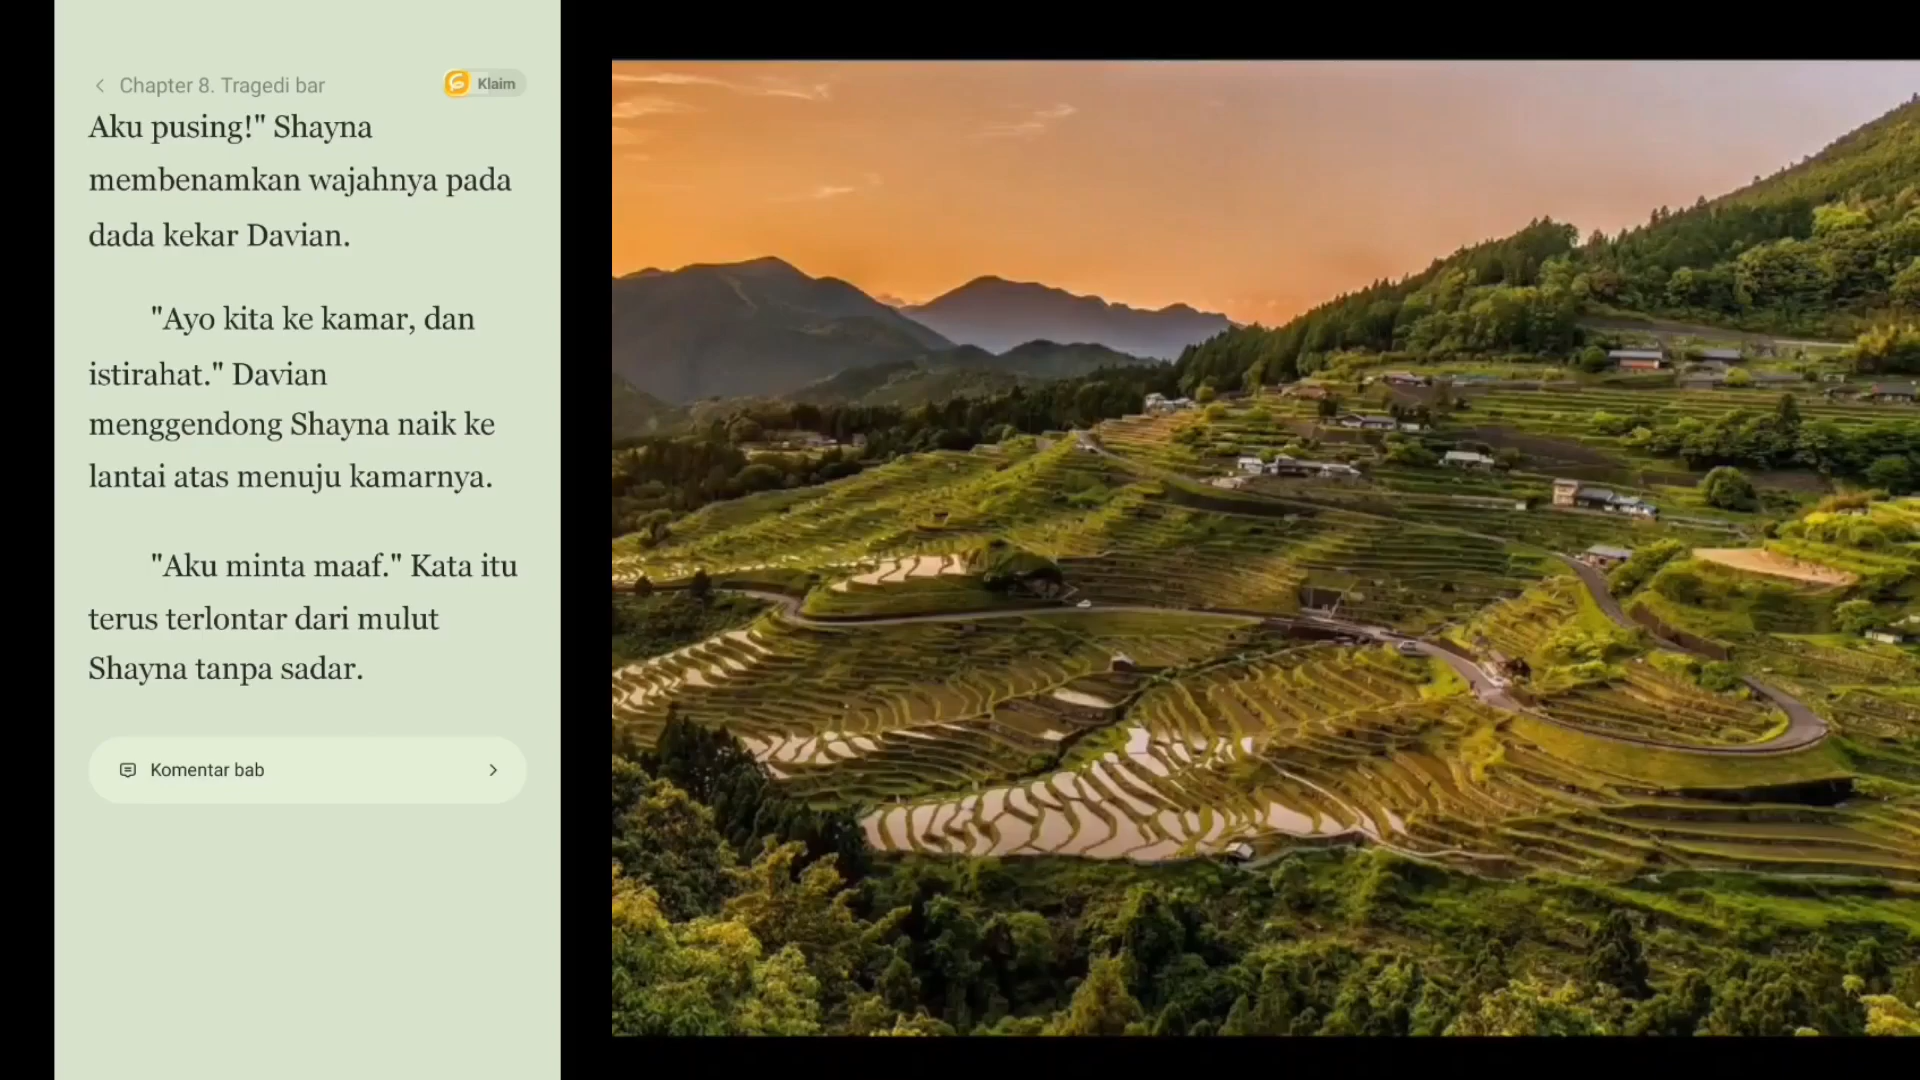 Chapter 8. Tragedi bar
Klaim
Aku pusing!" Shayna
membenamkan wajahnya pada
dada kekar Davian.
"Ayo kita ke kamar, dan
istirahat." Davian
menggendong Shayna naik ke
lantai atas menuju kamarnya.
"Aku minta maaf." Kata itu
terus terlontar dari mulut
Shayna tanpa sadar.
Komentar bab